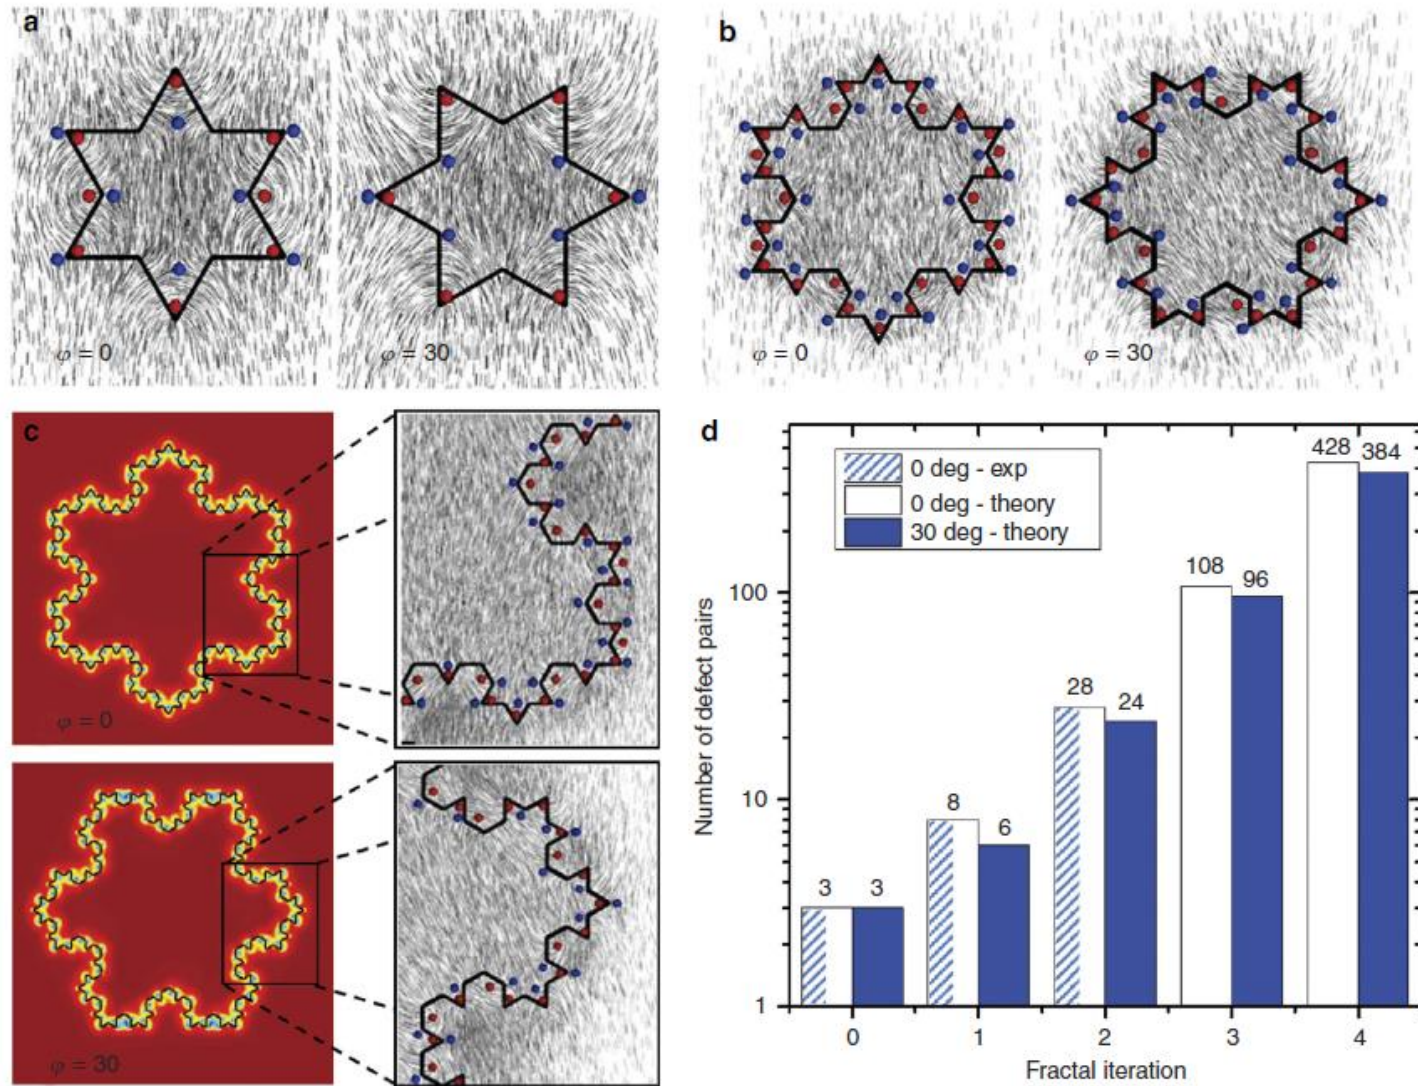 a
b
φ = 0
φ = 30
φ = 0
φ = 30
c
φ = 0
φ = 30
d
0 deg - exp
0 deg - theory
30 deg - theory
Number of defect pairs
100
10
1
3
3
8
6
28
24
108
96
428
384
0
1
2
3
4
Fractal iteration